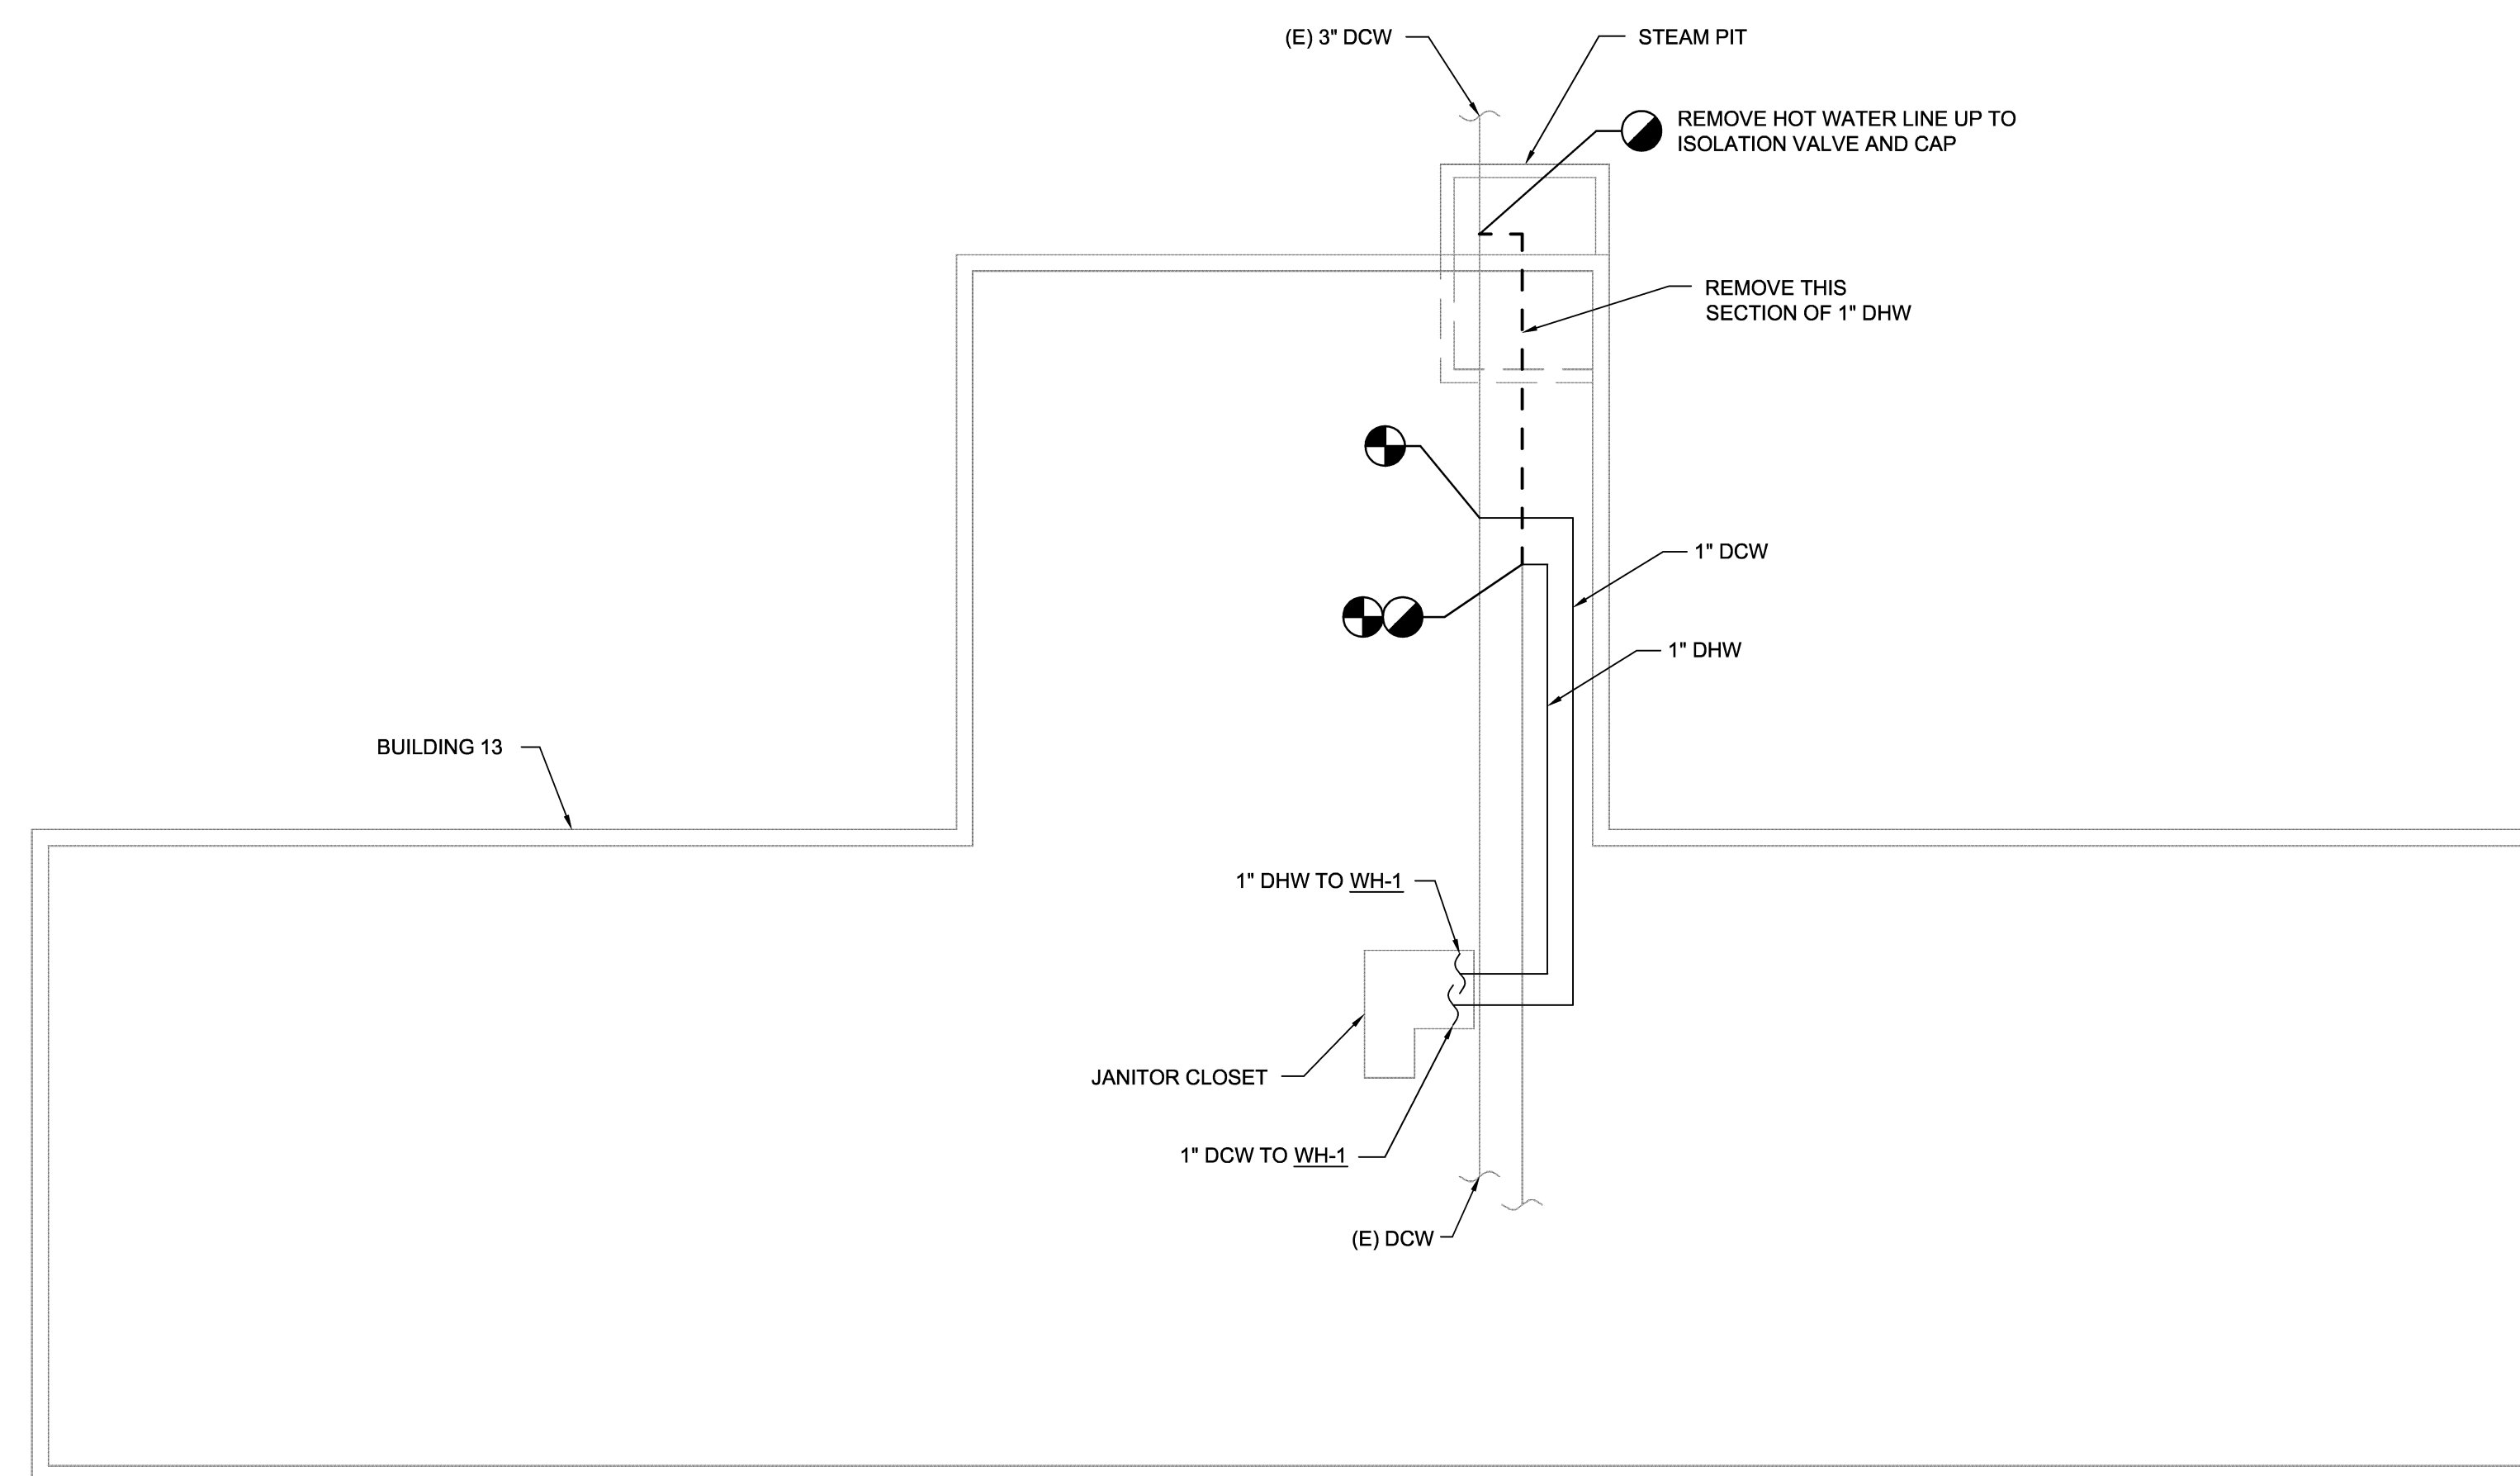 (E) 3" DCW
STEAM PIT
REMOVE HOT WATER LINE UP TO
ISOLATION VALVE AND CAP
REMOVE THIS
SECTION OF 1" DHW
1" DCW
1" DHW
BUILDING 13
1" DHW TO WH-1
JANITOR CLOSET
1" DCW TO WH-1
(E) DCW